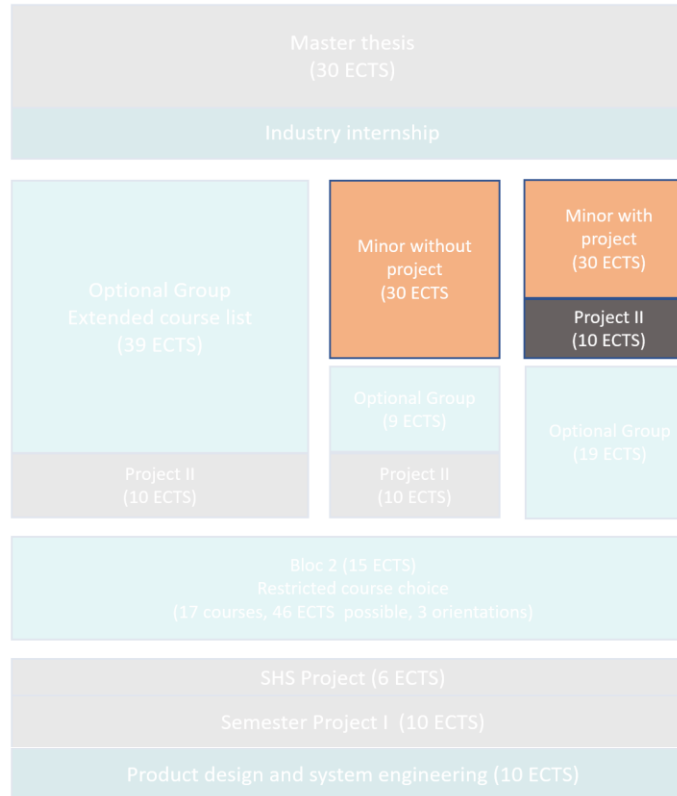 Master thesis
(30 ECTS)
Industry internship
Optional Group
Extended course list
(39 ECTS)
Project II
(10 ECTS)
Minor without
project
(30 ECTS
Optional Group
(9 ECTS)
Project II
(10 ECTS)
Minor with
project
(30 ECTS)
Project II
(10 ECTS)
Optional Group
(19 ECTS)
Bloc 2 (15 ECTS)
Restricted course choice
(17 courses, 46 ECTS possible, 3 orientations)
SHS Project (6 ECTS)
Semester Project I (10 ECTS)
Product design and system engineering (10 ECTS)